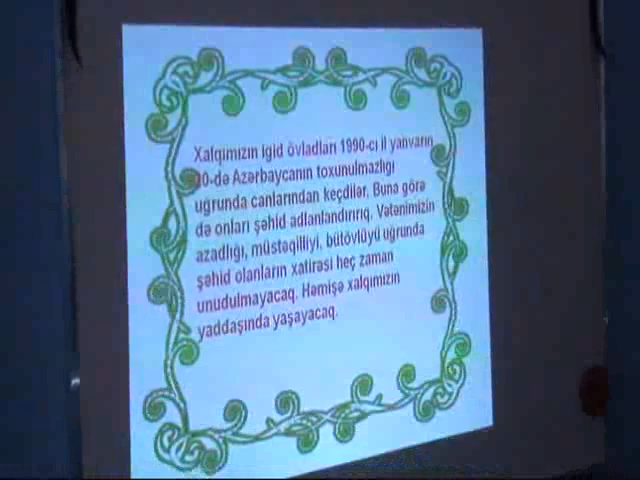 Xalqımızın igid övladları 1990-cı il yanvarın
20-də Azərbaycanın toxunulmazlığı
uğrunda canlarından keçdilər. Buna görə
də onları şəhid adlandırırıq. Vətənimizin
azadlığı, müstəqilliyi, bütövlüyü uğrunda
şəhid olanların xatirəsi heç zaman
unudulmayacaq. Həmişə xalqımızın
yaddaşında yaşayacaq.